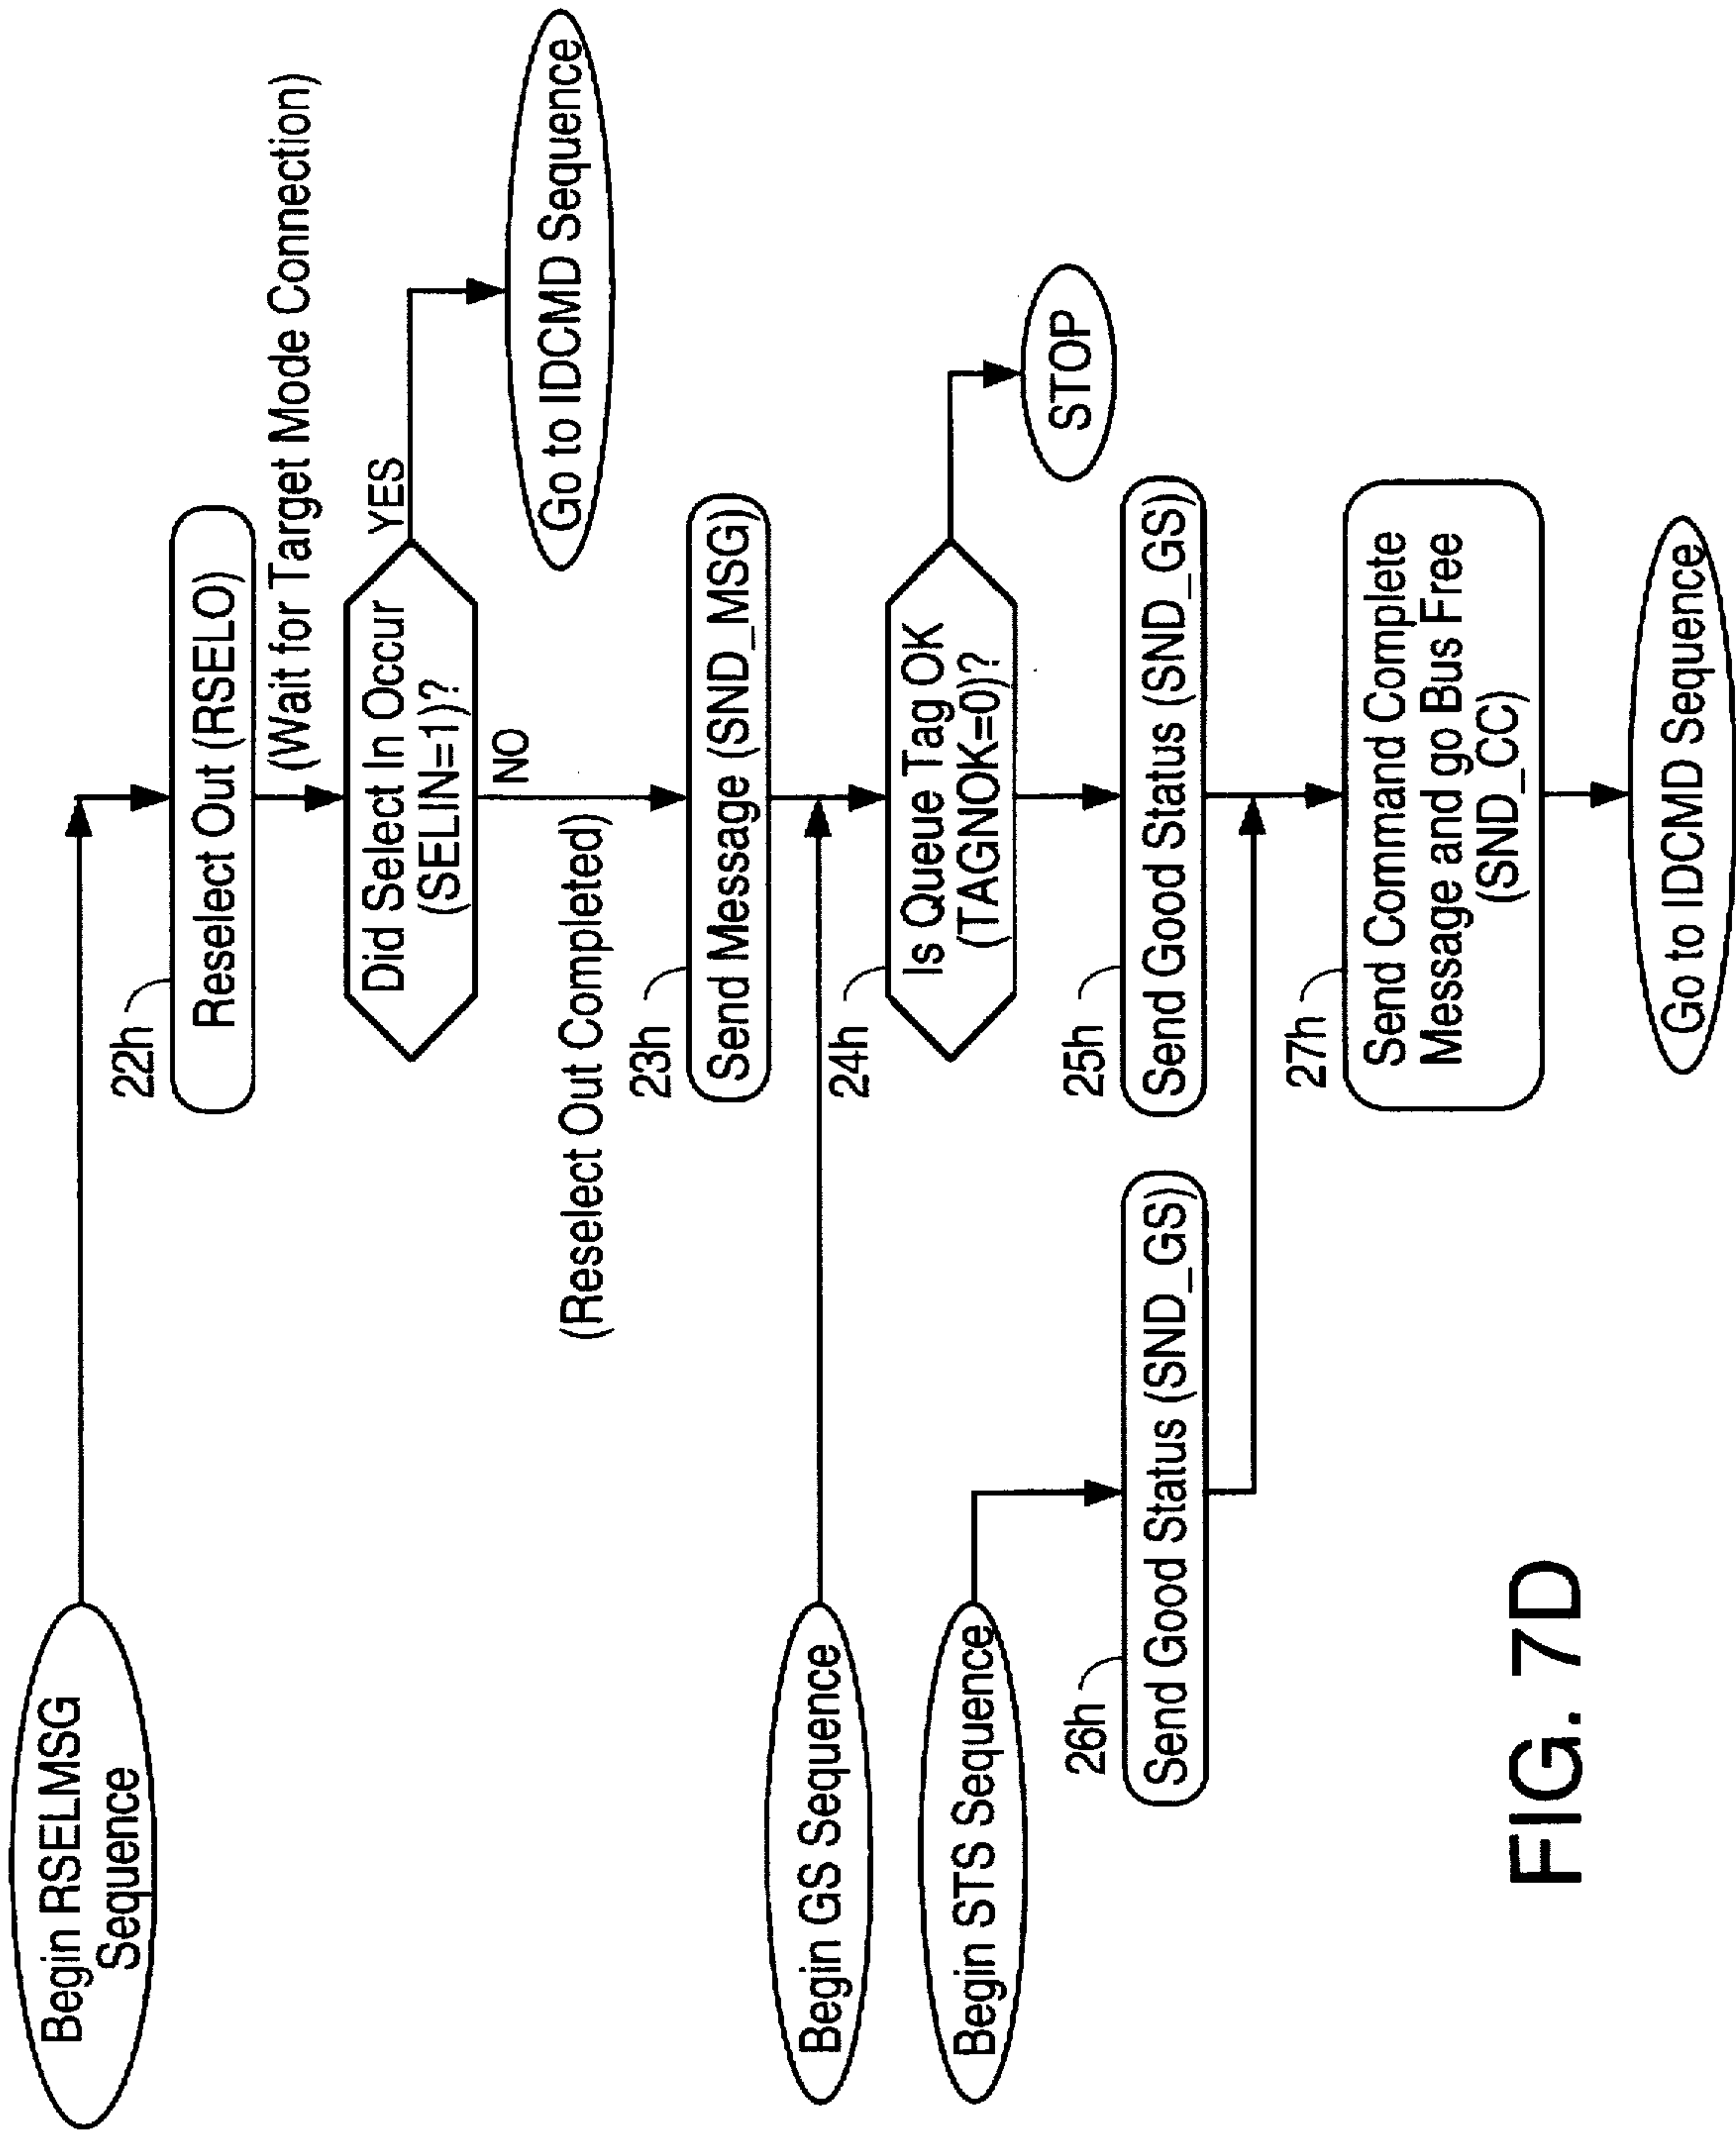 Begin RSELMSG
Sequence
22h
Reselect Out (RSELO)
(Wait for Target Mode Connection)
Did Select In Occur
(SELIN=1)?
YES
Go to IDCMD Sequence
NO
(Reselect Out Completed)
23h
Send Message (SND_MSG)
Begin GS Sequence
24h
Is Queue Tag OK
(TAGNOK=0)?
STOP
Begin STS Sequence
25h
Send Good Status (SND_GS)
26h
Send Good Status (SND_GS)
27h
Send Command Complete
Message and go Bus Free
(SND_CC)
Go to IDCMD Sequence
FIG. 7D